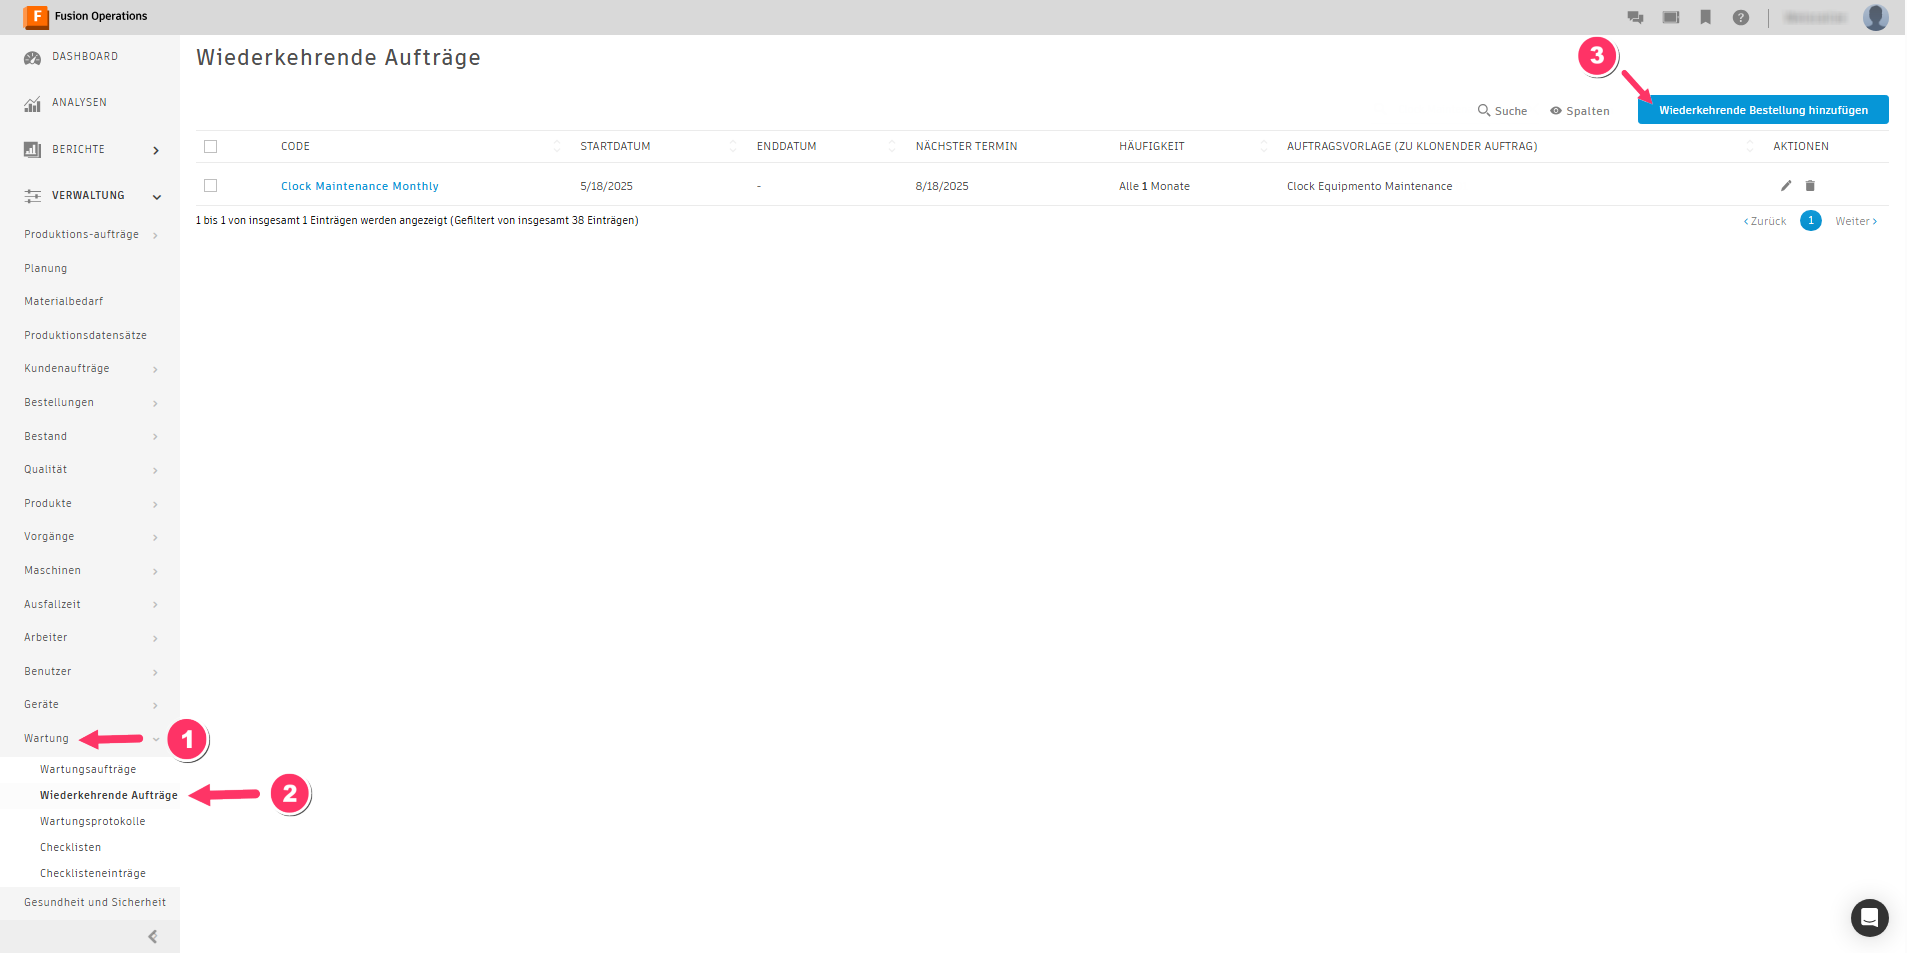 F Fusion Operations
DASHBOARD
ANALYSEN
BERICHTE
VERWALTUNG
Produktions-aufträge
Planung
Materialbedarf
Produktionsdatensätze
Kundenaufträge
Bestellungen
Bestand
Qualität
Produkte
Vorgänge
Maschinen
Ausfallzeit
Arbeiter
Benutzer
Geräte
Wartung
1
Wartungsaufträge
Wiederkehrende Aufträge
2
Wartungsprotokolle
Checklisten
Checklisteneinträge
Gesundheit und Sicherheit
Wiederkehrende Aufträge
3
Suche Spalten Wiederkehrende Bestellung hinzufügen
CODE STARTDATUM ENDDATUM NÄCHSTER TERMIN HÄUFIGKEIT AUFTRAGSVORLAGE (ZU KLONENDER AUFTRAG) AKTIONEN
Clock Maintenance Monthly 5/18/2025 - 8/18/2025 Alle 1 Monate Clock Equipmento Maintenance
1 bis 1 von insgesamt 1 Einträgen werden angezeigt (Gefiltert von insgesamt 38 Einträgen)
‹ Zurück 1 Weiter ›